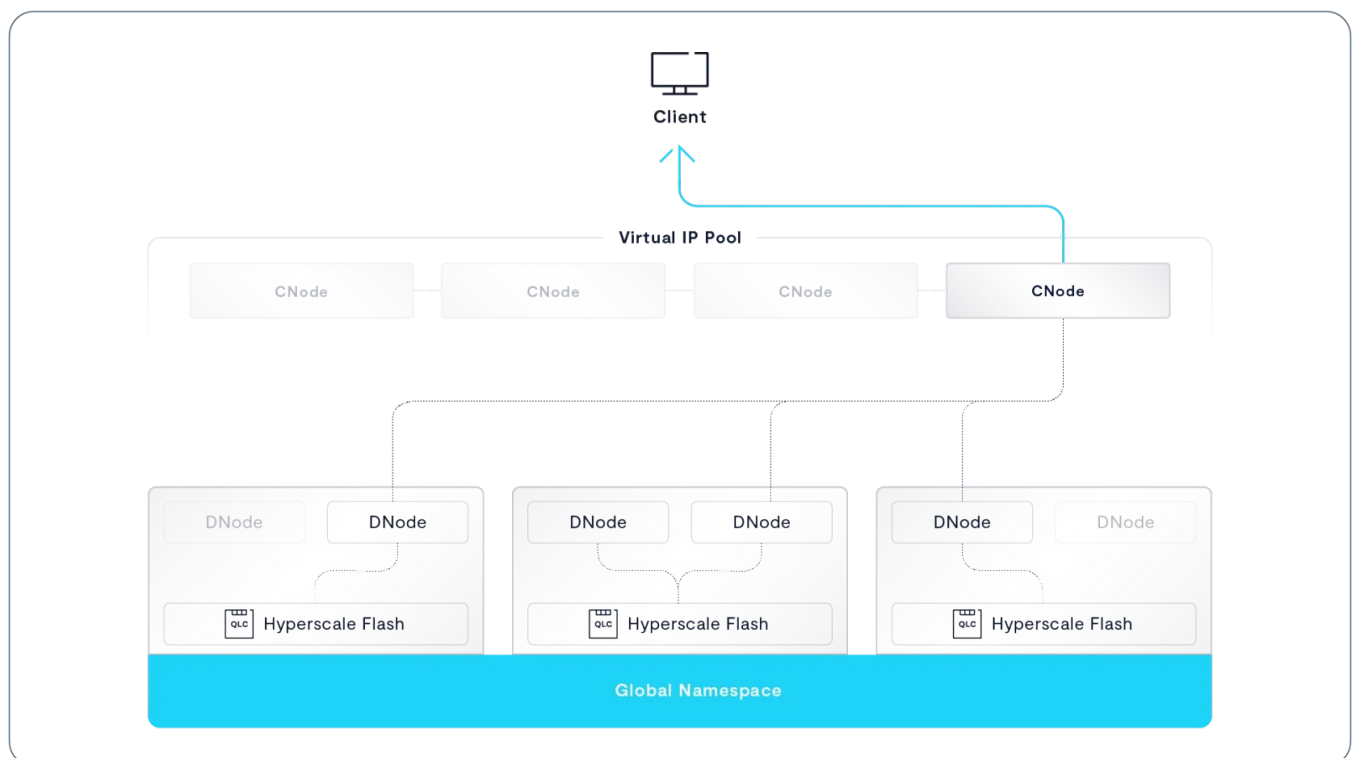 Client
Virtual IP Pool
CNode
CNode
CNode
CNode
DNode
DNode
DNode
DNode
DNode
DNode
QLC
Hyperscale Flash
QLC
Hyperscale Flash
QLC
Hyperscale Flash
Global Namespace